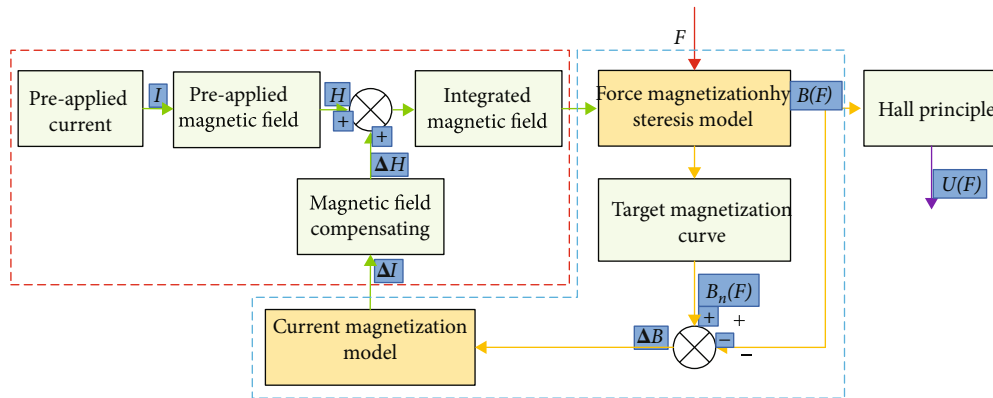 F
Pre-applied
current
I
Pre-applied
magnetic field
H
+
+
Integrated
magnetic field
Force magnetizationhy
steresis model
B(F)
Hall principle
U(F)
ΔH
Magnetic field
compensating
ΔI
Target magnetization
curve
Bn(F)
+ +
−
−
ΔB
Current magnetization
model